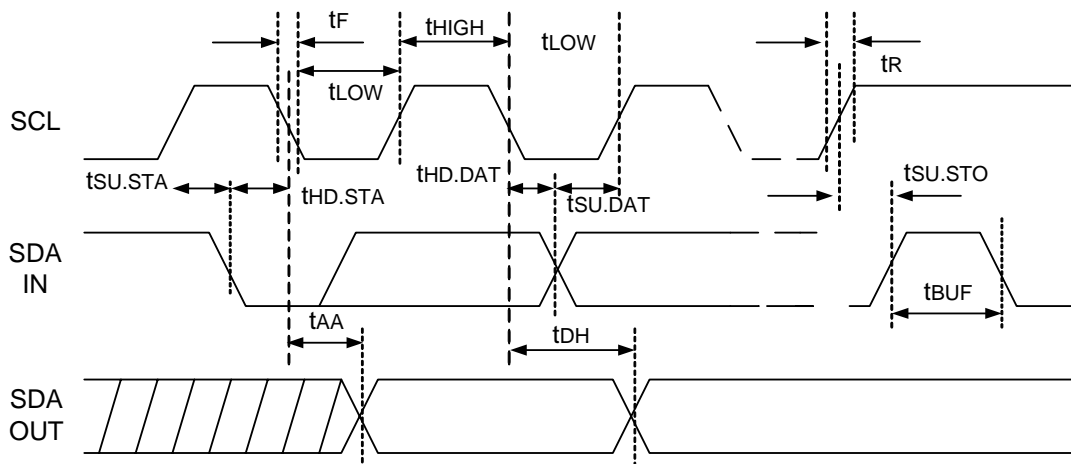 tF
tHIGH
tLOW
tR
tLOW
SCL
tSU.STA
tHD.STA
tHD.DAT
tSU.DAT
tSU.STO
SDA
IN
tAA
tDH
tBUF
SDA
OUT